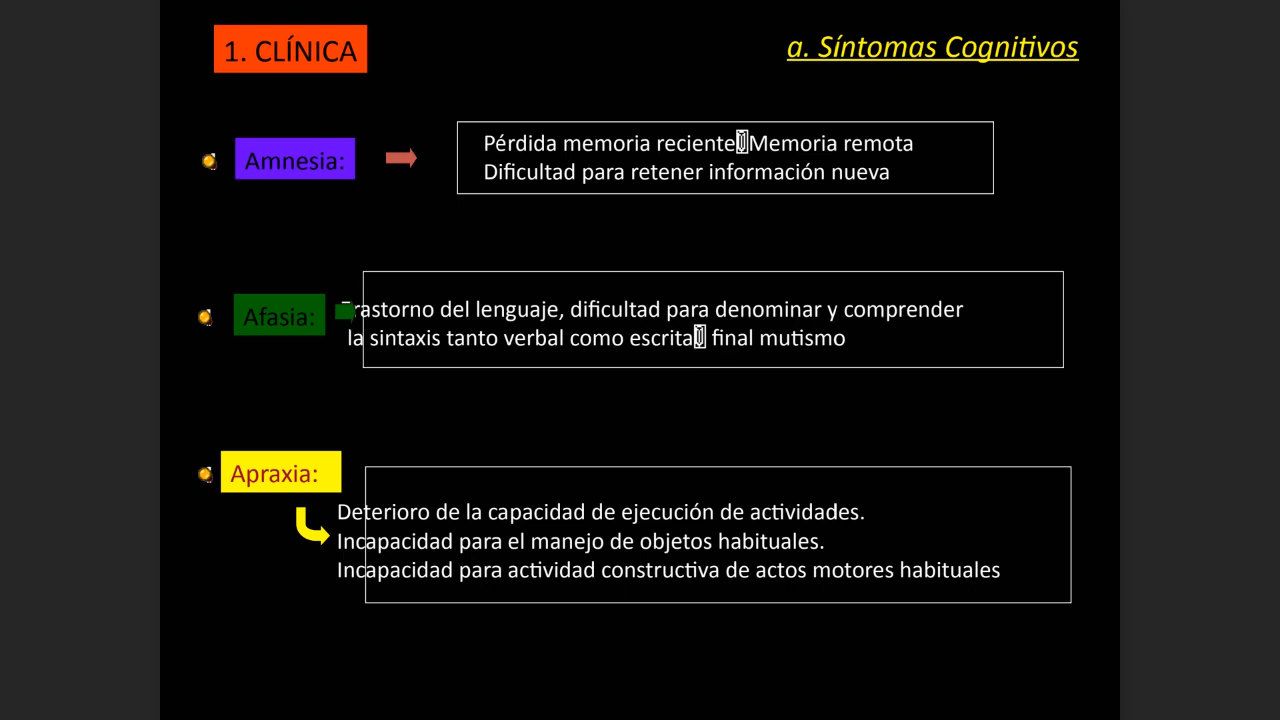 1. CLÍNICA
a. Síntomas Cognitivos
Amnesia:
Pérdida memoria reciente Memoria remota
Dificultad para retener información nueva
Afasia:
Trastorno del lenguaje, dificultad para denominar y comprender
la sintaxis tanto verbal como escrita final mutismo
Apraxia:
Deterioro de la capacidad de ejecución de actividades.
Incapacidad para el manejo de objetos habituales.
Incapacidad para actividad constructiva de actos motores habituales